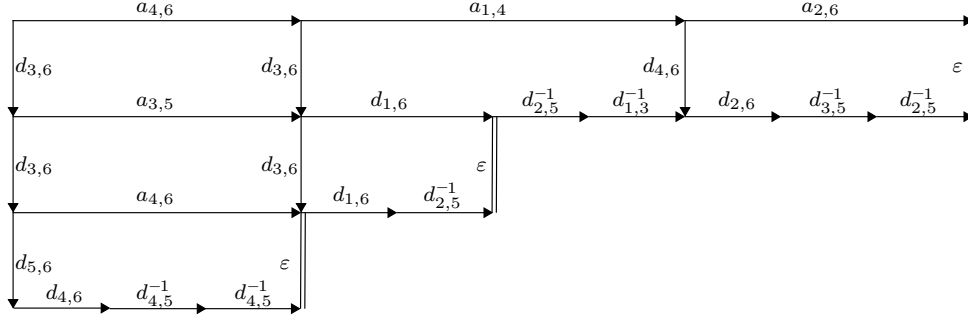 a_{4,6} a_{1,4} a_{2,6}
d_{3,6} d_{3,6} d_{4,6} ε
a_{3,5} d_{1,6} d_{2,5}^{-1} d_{1,3}^{-1} d_{2,6} d_{3,5}^{-1} d_{2,5}^{-1}
d_{3,6} d_{3,6} ε
a_{4,6} d_{1,6} d_{2,5}^{-1}
d_{5,6} ε
d_{4,6} d_{4,5}^{-1} d_{4,5}^{-1}